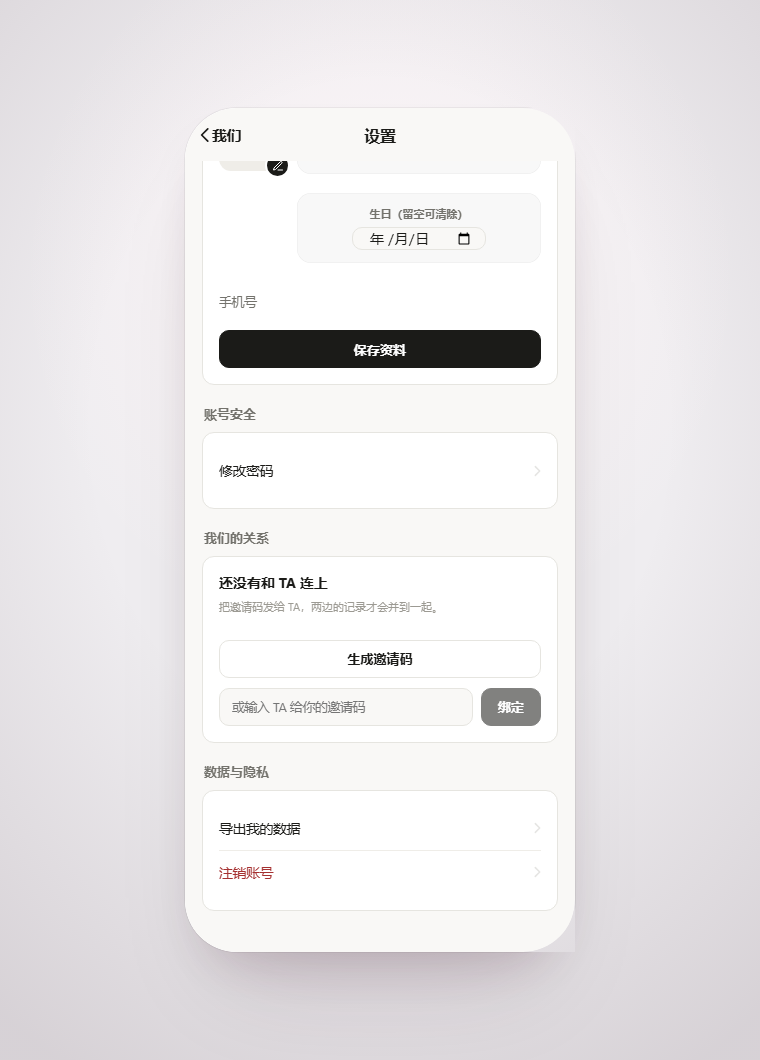 我们
设置
生日（留空可清除）
年 /月/日
手机号
保存资料
账号安全
修改密码
我们的关系
还没有和 TA 连上
把邀请码发给 TA，两边的记录才会并到一起。
生成邀请码
或输入 TA 给你的邀请码
绑定
数据与隐私
导出我的数据
注销账号